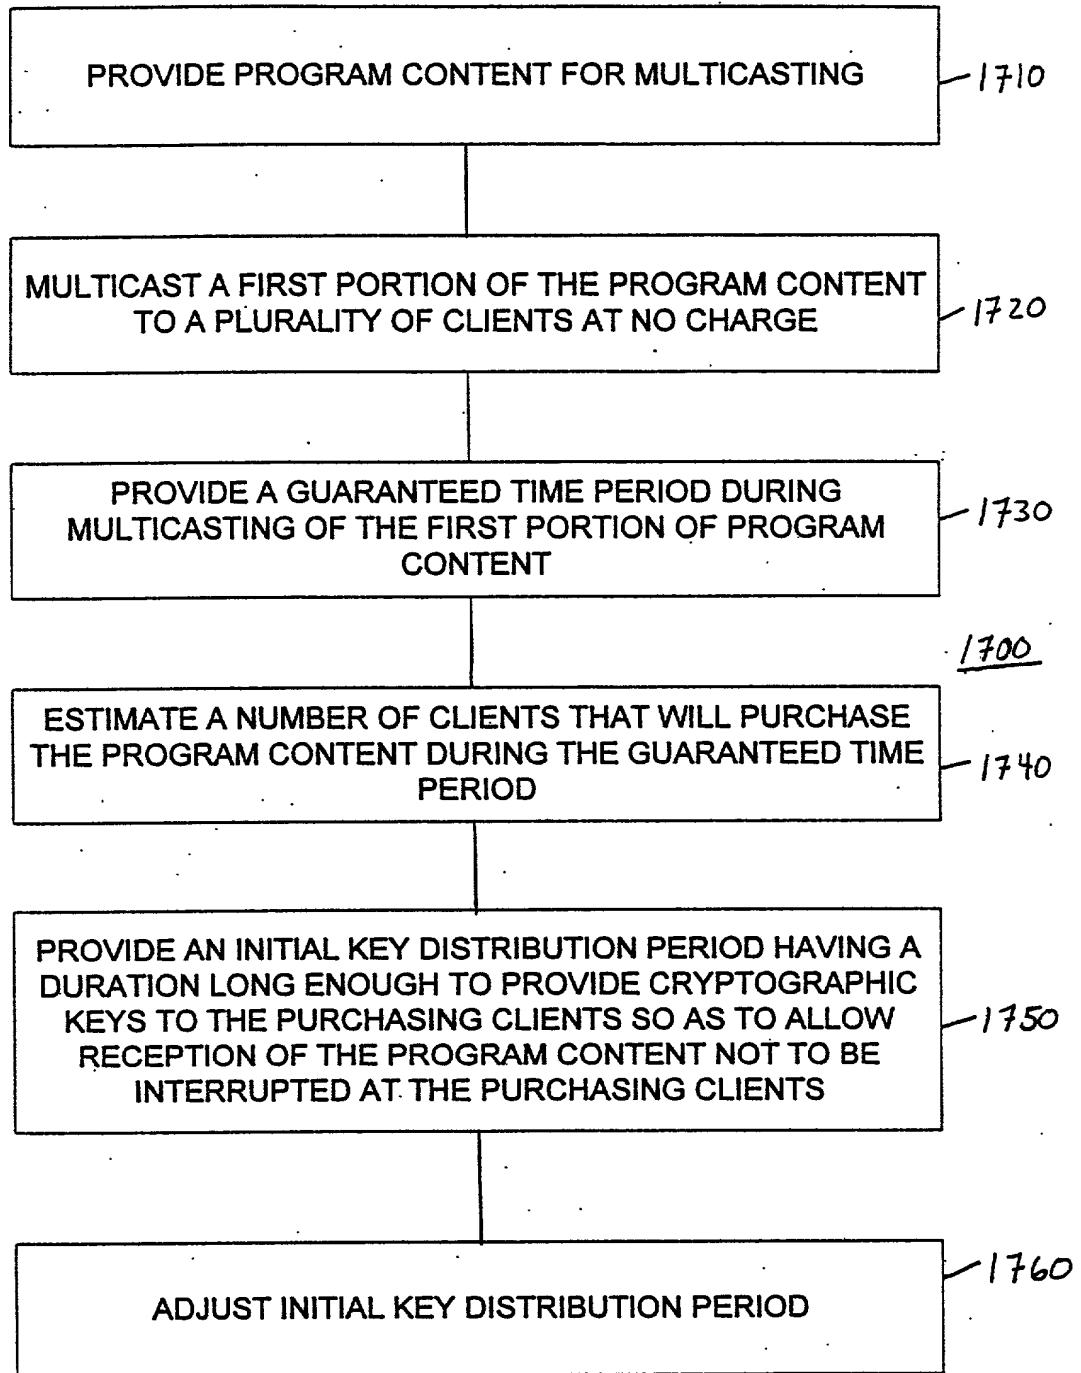 PROVIDE PROGRAM CONTENT FOR MULTICASTING
1710
MULTICAST A FIRST PORTION OF THE PROGRAM CONTENT
TO A PLURALITY OF CLIENTS AT NO CHARGE
1720
PROVIDE A GUARANTEED TIME PERIOD DURING
MULTICASTING OF THE FIRST PORTION OF PROGRAM
CONTENT
1730
1700
ESTIMATE A NUMBER OF CLIENTS THAT WILL PURCHASE
THE PROGRAM CONTENT DURING THE GUARANTEED TIME
PERIOD
1740
PROVIDE AN INITIAL KEY DISTRIBUTION PERIOD HAVING A
DURATION LONG ENOUGH TO PROVIDE CRYPTOGRAPHIC
KEYS TO THE PURCHASING CLIENTS SO AS TO ALLOW
RECEPTION OF THE PROGRAM CONTENT NOT TO BE
INTERRUPTED AT THE PURCHASING CLIENTS
1750
ADJUST INITIAL KEY DISTRIBUTION PERIOD
1760